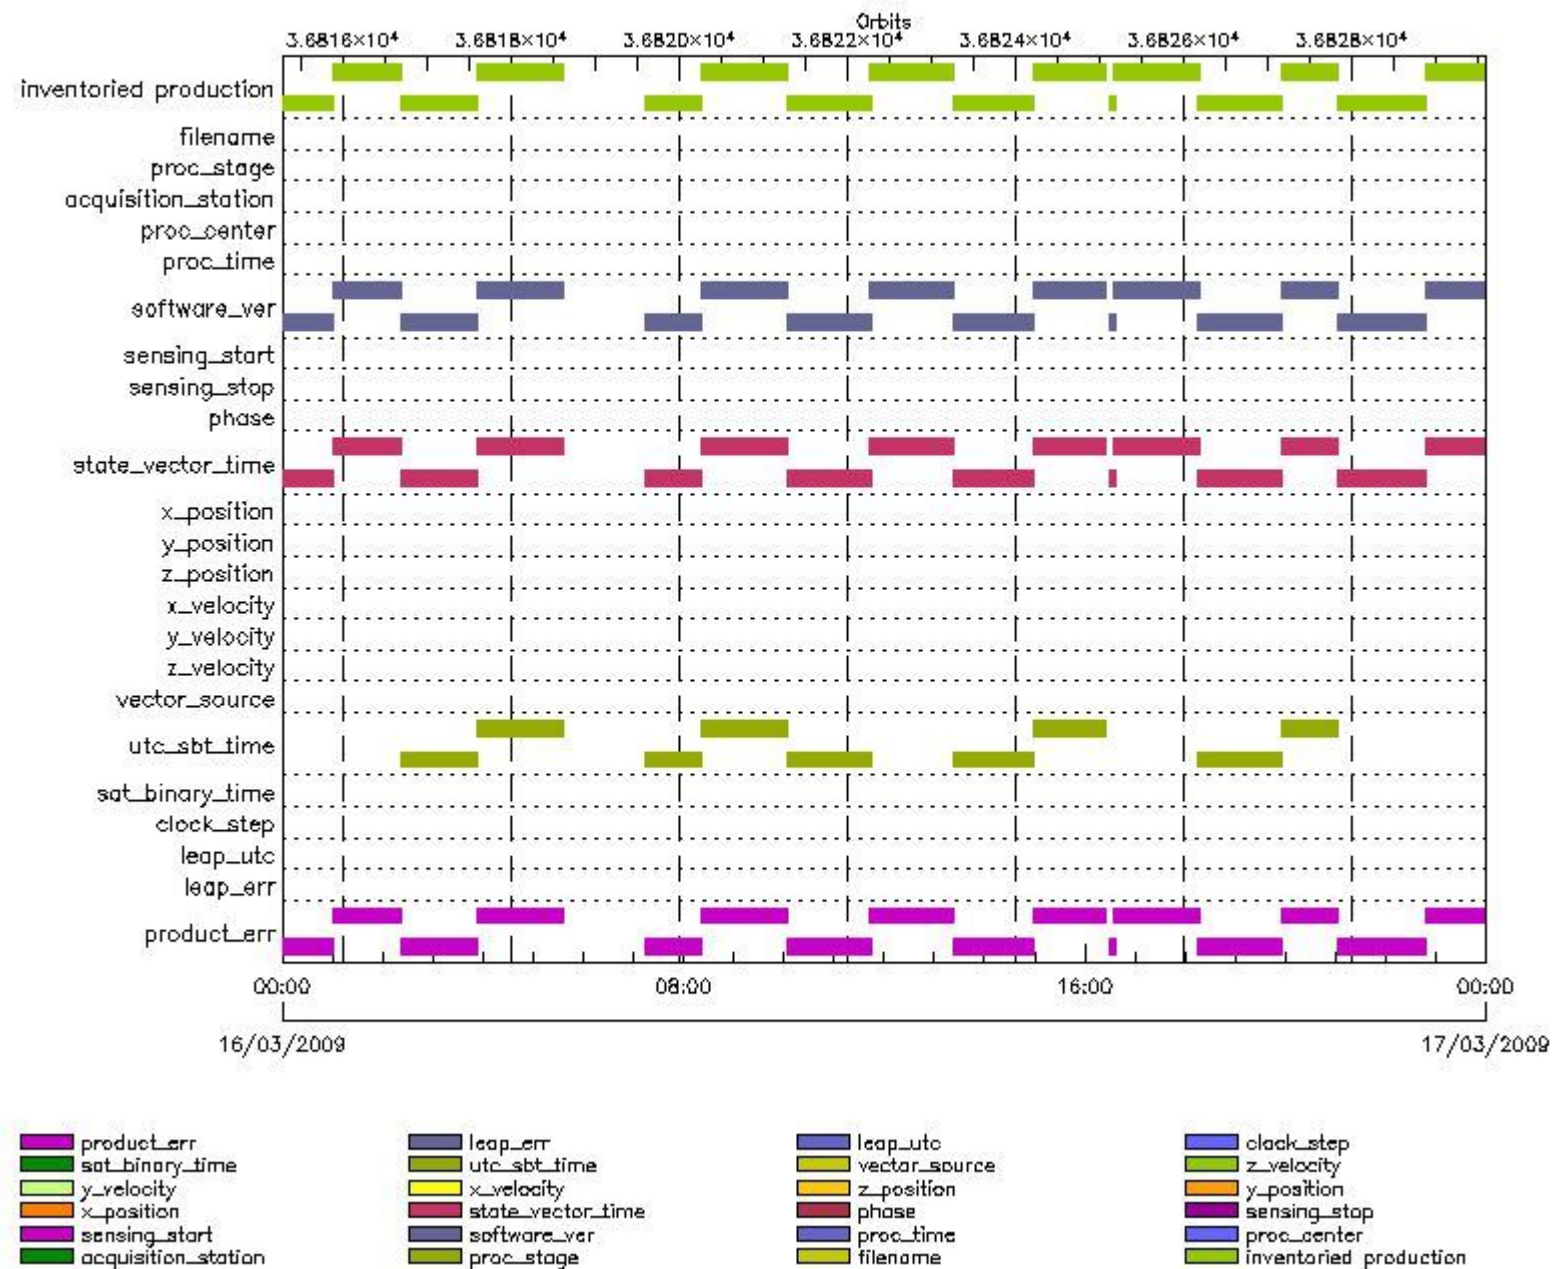 Orbits
3.6816×10⁴ 3.6818×10⁴ 3.6820×10⁴ 3.6822×10⁴ 3.6824×10⁴ 3.6826×10⁴ 3.6828×10⁴
inventoried production
filename
proc_stage
acquisition_station
proc_center
proc_time
software_ver
sensing_start
sensing_stop
phase
state_vector_time
x_position
y_position
z_position
x_velocity
y_velocity
z_velocity
vector_source
utc_sbt_time
sat_binary_time
clock_step
leap_utc
leap_err
product_err
00:00 08:00 16:00 00:00
16/03/2009 17/03/2009
product_err leap_err leap_utc clock_step
sat_binary_time utc_sbt_time vector_source z_velocity
y_velocity x_velocity z_position y_position
x_position state_vector_time phase sensing_stop
sensing_start software_ver proc_time proc_center
acquisition_station proc_stage filename inventoried production